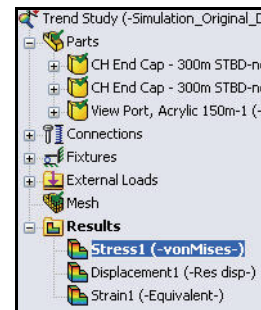 Trend Study (-Simulation_Original_D
Parts
CH End Cap - 300m STBD-n
CH End Cap - 300m STBD-n
View Port, Acrylic 150m-1 (-
Connections
Fixtures
External Loads
Mesh
Results
Stress1 (-vonMises-)
Displacement1 (-Res disp-)
Strain1 (-Equivalent-)